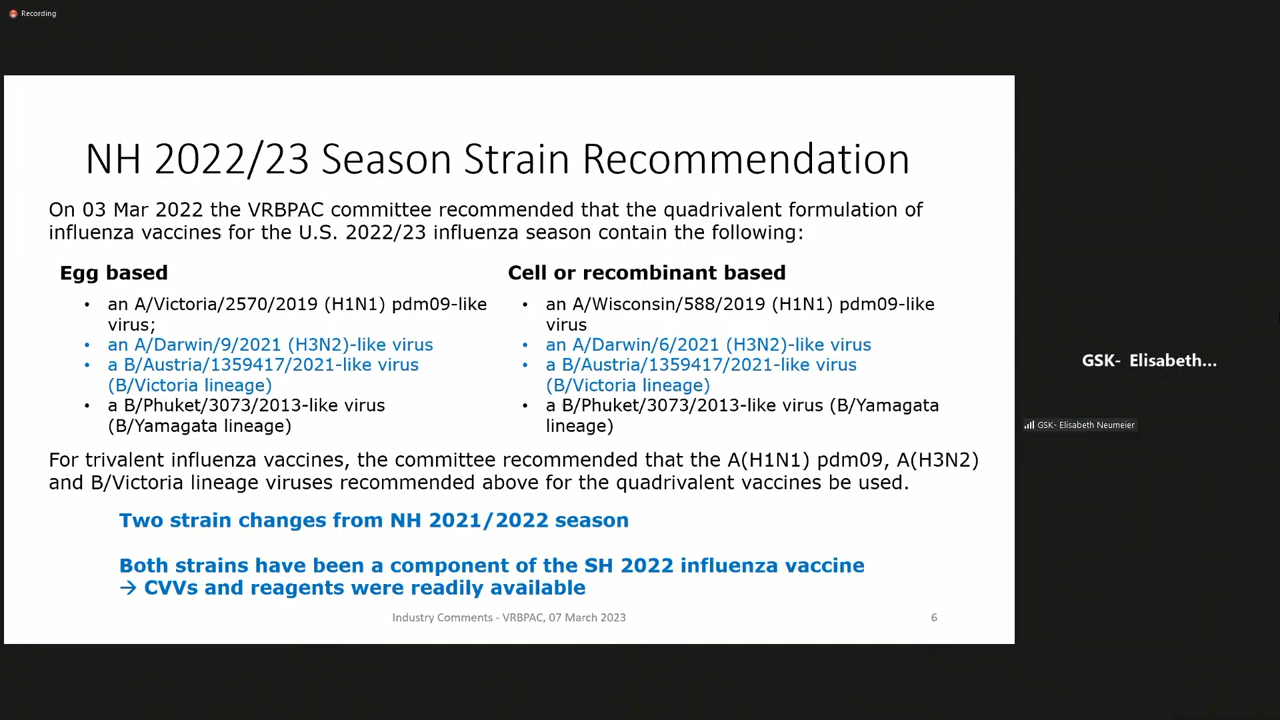 Recording
NH 2022/23 Season Strain Recommendation
On 03 Mar 2022 the VRBPAC committee recommended that the quadrivalent formulation of
influenza vaccines for the U.S. 2022/23 influenza season contain the following:
Egg based
• an A/Victoria/2570/2019 (H1N1) pdm09-like
virus;
• an A/Darwin/9/2021 (H3N2)-like virus
• a B/Austria/1359417/2021-like virus
(B/Victoria lineage)
• a B/Phuket/3073/2013-like virus
(B/Yamagata lineage)
Cell or recombinant based
• an A/Wisconsin/588/2019 (H1N1) pdm09-like
virus
• an A/Darwin/6/2021 (H3N2)-like virus
• a B/Austria/1359417/2021-like virus
(B/Victoria lineage)
• a B/Phuket/3073/2013-like virus (B/Yamagata
lineage)
For trivalent influenza vaccines, the committee recommended that the A(H1N1) pdm09, A(H3N2)
and B/Victoria lineage viruses recommended above for the quadrivalent vaccines be used.
Two strain changes from NH 2021/2022 season
Both strains have been a component of the SH 2022 influenza vaccine
→ CVVs and reagents were readily available
Industry Comments - VRBPAC, 07 March 2023
6
GSK- Elisabeth...
GSK- Elisabeth Neumeier